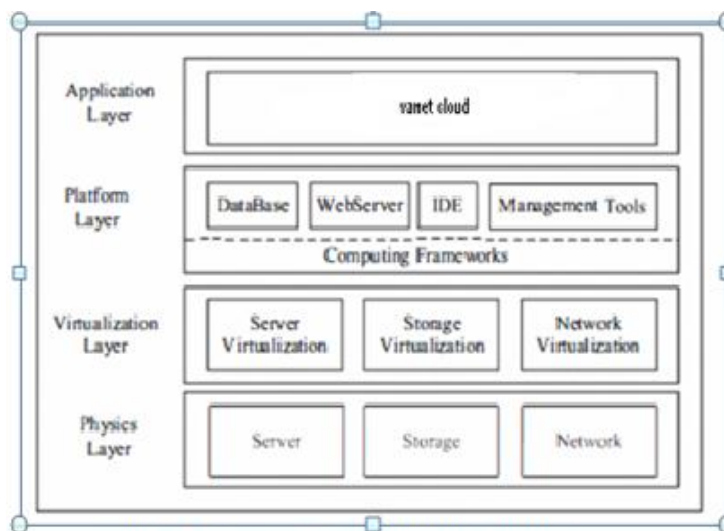 Application
Layer
vanet cloud
Platform
Layer
DataBase
WebServer
IDE
Management Tools
Computing Frameworks
Virtualization
Layer
Server
Virtualization
Storage
Virtualization
Network
Virtualization
Physics
Layer
Server
Storage
Network